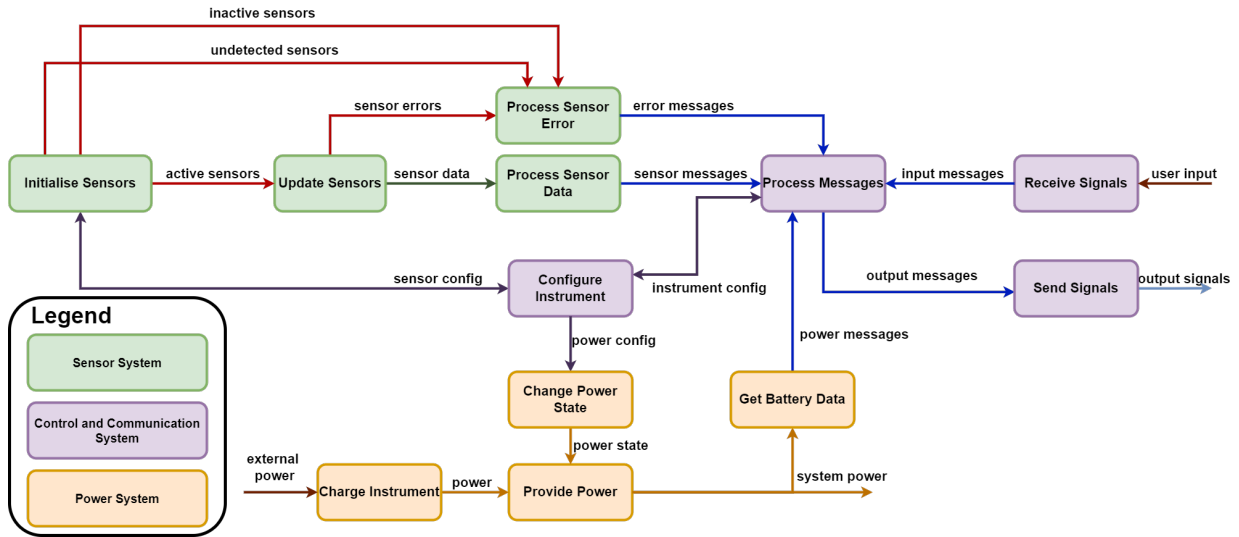 inactive sensors
undetected sensors
sensor errors
Process Sensor
Error
error messages
Initialise Sensors
active sensors
Update Sensors
sensor data
Process Sensor
Data
sensor messages
Process Messages
input messages
Receive Signals
user input
sensor config
Configure
Instrument
instrument config
output messages
Send Signals
output signals
Legend
Sensor System
Control and Communication
System
Power System
power config
power messages
Change Power
State
Get Battery Data
power state
external
power
Charge Instrument
power
Provide Power
system power